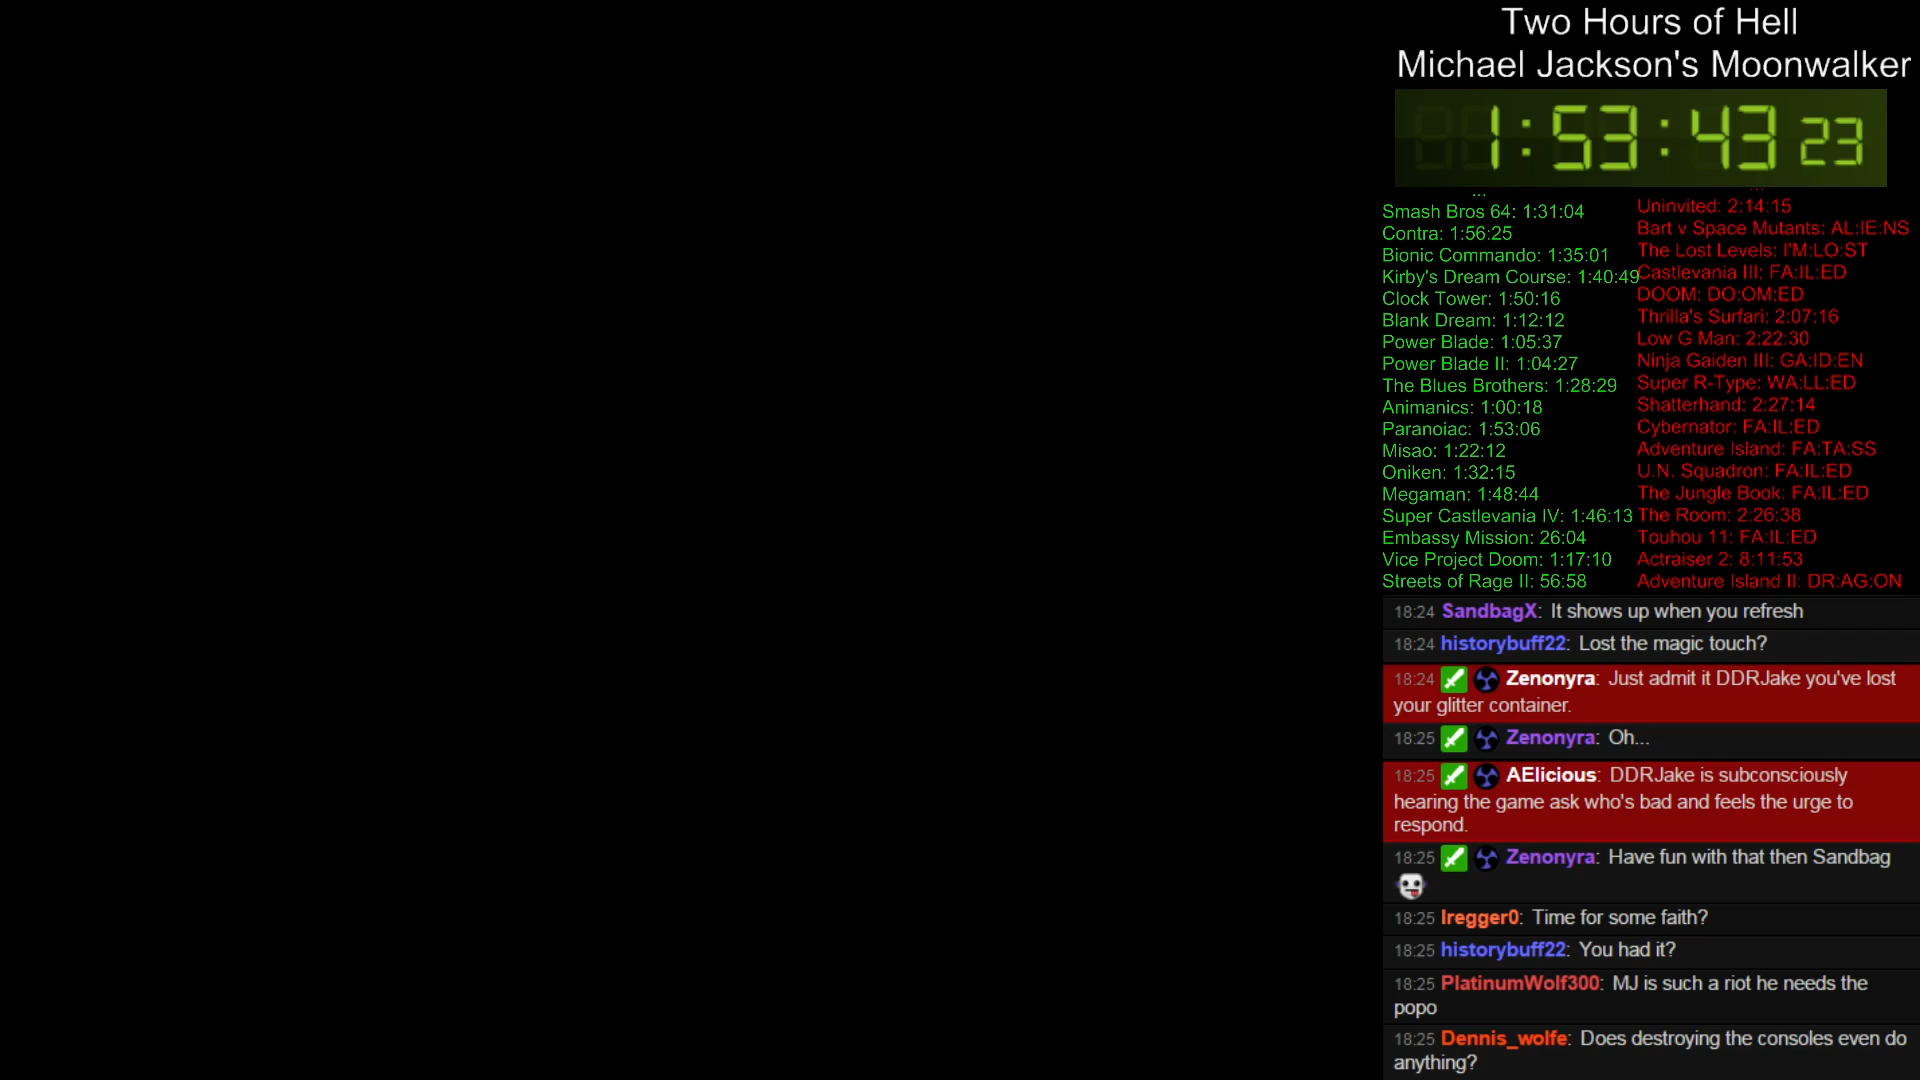 Two Hours of Hell
Michael Jackson's Moonwalker
1:53:43 23
...
Smash Bros 64: 1:31:04
Contra: 1:56:25
Bionic Commando: 1:35:01
Kirby's Dream Course: 1:40:49
Clock Tower: 1:50:16
Blank Dream: 1:12:12
Power Blade: 1:05:37
Power Blade II: 1:04:27
The Blues Brothers: 1:28:29
Animanics: 1:00:18
Paranoiac: 1:53:06
Misao: 1:22:12
Oniken: 1:32:15
Megaman: 1:48:44
Super Castlevania IV: 1:46:13
Embassy Mission: 26:04
Vice Project Doom: 1:17:10
Streets of Rage II: 56:58
...
Uninvited: 2:14:15
Bart v Space Mutants: AL:IE:NS
The Lost Levels: I'M:LO:ST
Castlevania III: FA:IL:ED
DOOM: DO:OM:ED
Thrilla's Surfari: 2:07:16
Low G Man: 2:22:30
Ninja Gaiden III: GA:ID:EN
Super R-Type: WA:LL:ED
Shatterhand: 2:27:14
Cybernator: FA:IL:ED
Adventure Island: FA:TA:SS
U.N. Squadron: FA:IL:ED
The Jungle Book: FA:IL:ED
The Room: 2:26:38
Touhou 11: FA:IL:ED
Actraiser 2: 8:11:53
Adventure Island II: DR:AG:ON
18:24 SandbagX: It shows up when you refresh
18:24 historybuff22: Lost the magic touch?
18:24 Zenonyra: Just admit it DDRJake you've lost
your glitter container.
18:25 Zenonyra: Oh...
18:25 AElicious: DDRJake is subconsciously
hearing the game ask who's bad and feels the urge to
respond.
18:25 Zenonyra: Have fun with that then Sandbag
18:25 Iregger0: Time for some faith?
18:25 historybuff22: You had it?
18:25 PlatinumWolf300: MJ is such a riot he needs the
popo
18:25 Dennis_wolfe: Does destroying the consoles even do
anything?